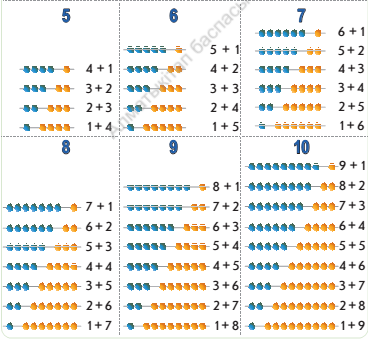 5
4 + 1
3 + 2
2 + 3
1 + 4
6
5 + 1
4 + 2
3 + 3
2 + 4
1 + 5
7
6 + 1
5 + 2
4 + 3
3 + 4
2 + 5
1 + 6
8
7 + 1
6 + 2
5 + 3
4 + 4
3 + 5
2 + 6
1 + 7
9
8 + 1
7 + 2
6 + 3
5 + 4
4 + 5
3 + 6
2 + 7
1 + 8
10
9 + 1
8 + 2
7 + 3
6 + 4
5 + 5
4 + 6
3 + 7
2 + 8
1 + 9
Алматыкітап баспасы